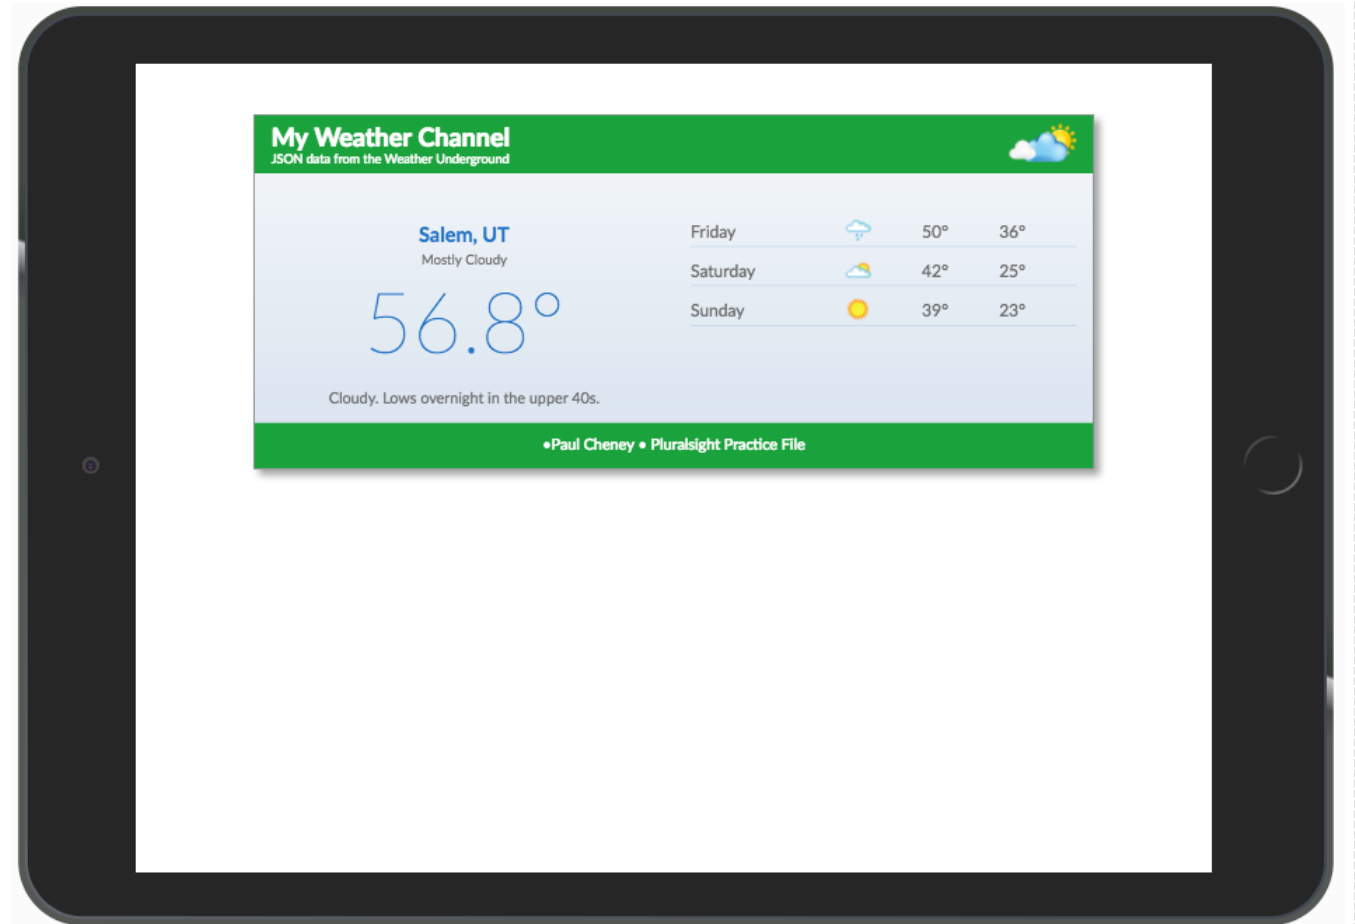 My Weather Channel
JSON data from the Weather Underground
Salem, UT
Mostly Cloudy
56.8°
Cloudy. Lows overnight in the upper 40s.
Friday 50° 36°
Saturday 42° 25°
Sunday 39° 23°
•Paul Cheney • Pluralsight Practice File